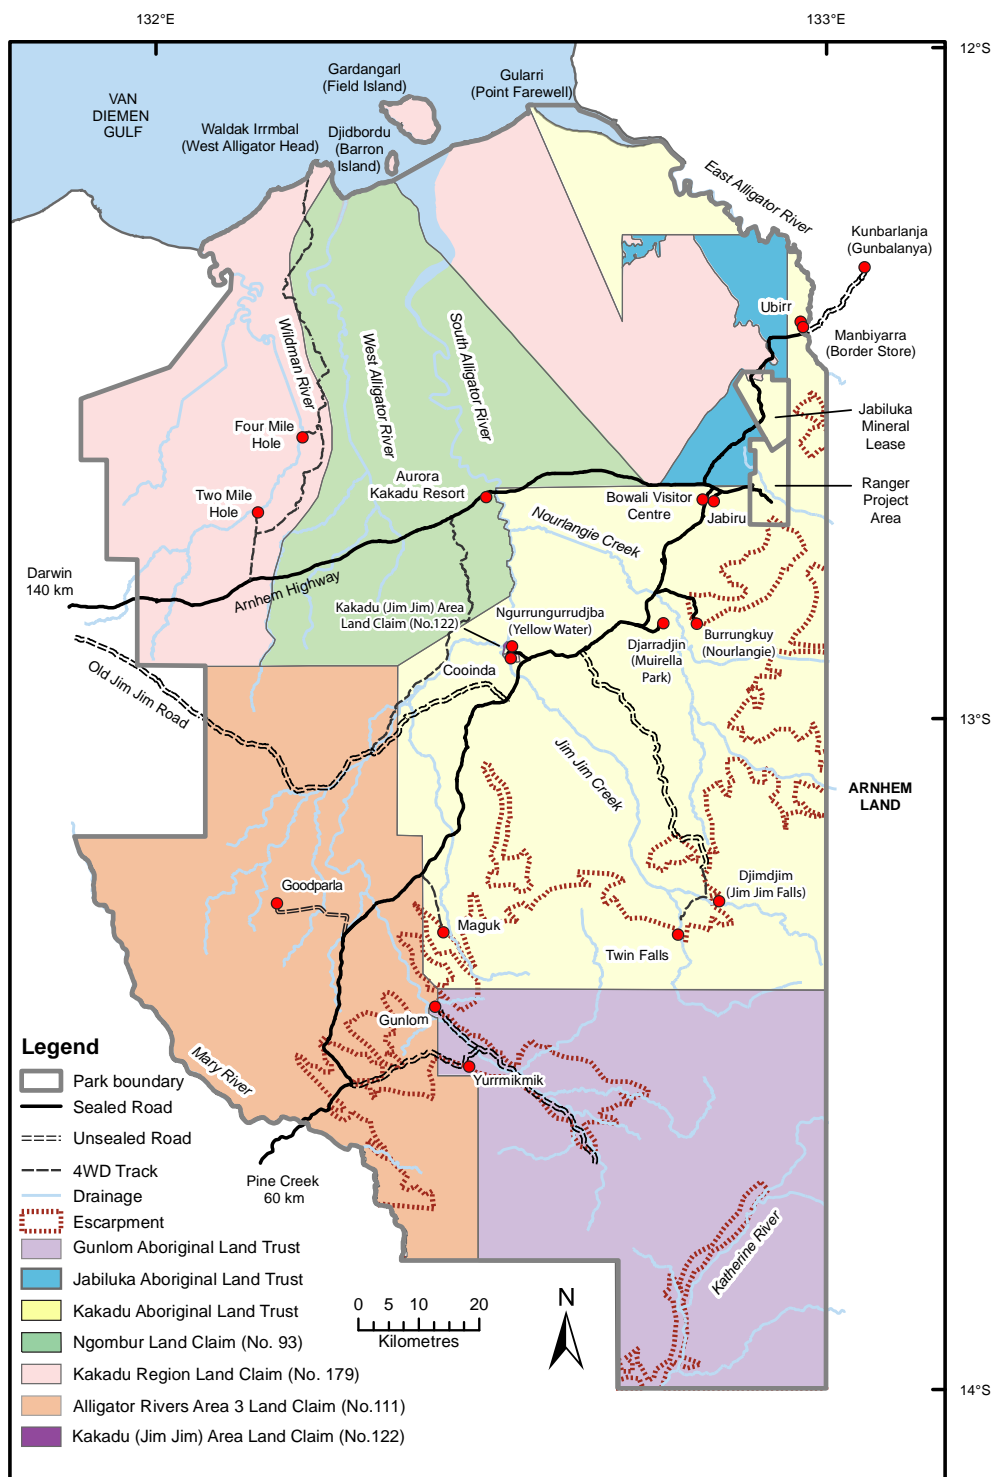 132°E
133°E
12°S
Gardangarl
(Field Island)
Gularri
(Point Farewell)
VAN
DIEMEN
GULF
Waldak Irrmbal
(West Alligator Head)
Djidbordu
(Barron
Island)
East Alligator River
Kunbarlanja
(Gunbalanya)
Ubirr
Manbiyarra
(Border Store)
Wildman River
West Alligator River
South Alligator River
Jabiluka
Mineral
Lease
Four Mile
Hole
Aurora
Kakadu Resort
Two Mile
Hole
Bowali Visitor
Centre
Jabiru
Ranger
Project
Area
Nourlangie Creek
Darwin
140 km
Arnhem Highway
Kakadu (Jim Jim) Area
Land Claim (No.122)
Ngurrungurrudjba
(Yellow Water)
Djarradjin
(Muirella
Park)
Burrungkuy
(Nourlangie)
Cooinda
Old Jim Jim Road
13°S
Jim Jim Creek
ARNHEM
LAND
Goodparla
Djimdjim
(Jim Jim Falls)
Maguk
Twin Falls
Gunlom
Mary River
Yurrmikmik
Pine Creek
60 km
Katherine River
Legend
Park boundary
Sealed Road
Unsealed Road
4WD Track
Drainage
Escarpment
Gunlom Aboriginal Land Trust
Jabiluka Aboriginal Land Trust
Kakadu Aboriginal Land Trust
Ngombur Land Claim (No. 93)
Kakadu Region Land Claim (No. 179)
Alligator Rivers Area 3 Land Claim (No.111)
Kakadu (Jim Jim) Area Land Claim (No.122)
0 5 10 20
Kilometres
N
14°S